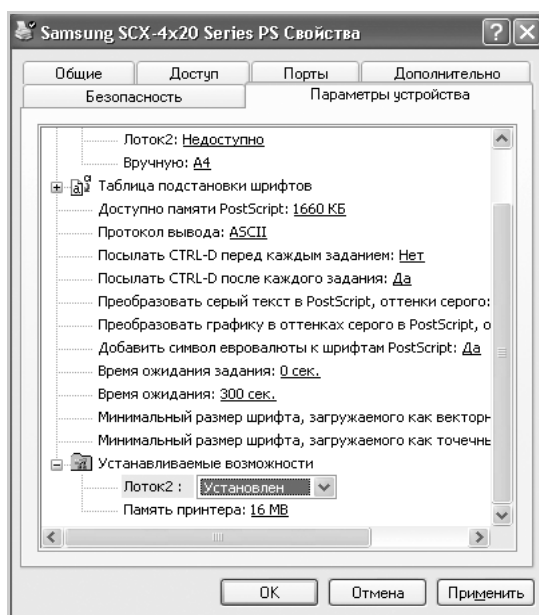 Samsung SCX-4x20 Series PS Свойства
Общие Доступ Порты Дополнительно
Безопасность Параметры устройства
Лоток2: Недоступно
Вручную: A4
Таблица подстановки шрифтов
Доступно памяти PostScript: 1660 КБ
Протокол вывода: ASCII
Посылать CTRL-D перед каждым заданием: Нет
Посылать CTRL-D после каждого задания: Да
Преобразовать серый текст в PostScript, оттенки серого:
Преобразовать графику в оттенках серого в PostScript, о
Добавить символ евровалюты к шрифтам PostScript: Да
Время ожидания задания: 0 сек.
Время ожидания: 300 сек.
Минимальный размер шрифта, загружаемого как векторн
Минимальный размер шрифта, загружаемого как точечнь
Устанавливаемые возможности
Лоток2 : Установлен
Память принтера: 16 MB
OK Отмена Применить